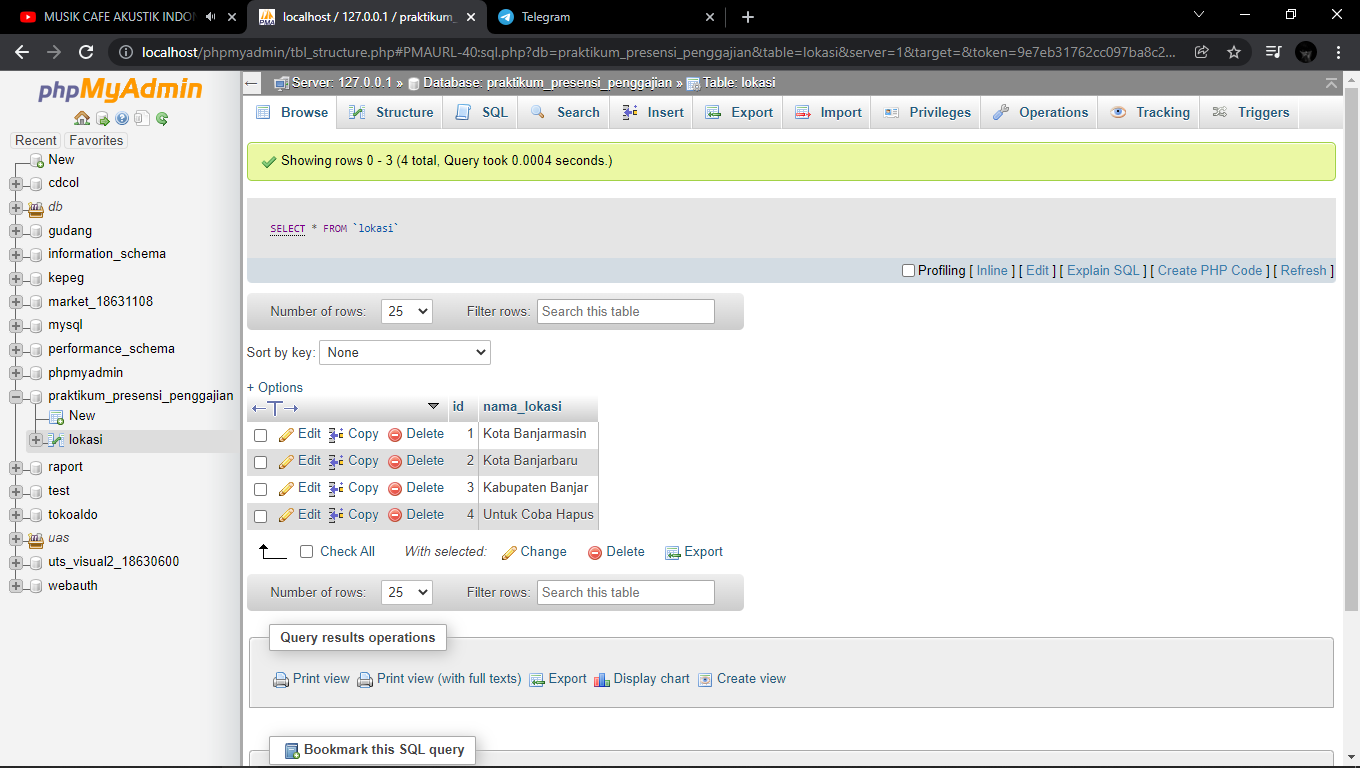 MUSIK CAFE AKUSTIK INDON
localhost / 127.0.0.1 / praktikum_
Telegram
localhost/phpmyadmin/tbl_structure.php#PMAURL-40:sql.php?db=praktikum_presensi_penggajian&table=lokasi&server=1&target=&token=9e7eb31762cc097ba8c2...
phpMyAdmin
Recent Favorites
New
cdcol
db
gudang
information_schema
kepeg
market_18631108
mysql
performance_schema
phpmyadmin
praktikum_presensi_penggajian
New
lokasi
raport
test
tokoaldo
uas
uts_visual2_18630600
webauth
Server: 127.0.0.1 » Database: praktikum_presensi_penggajian » Table: lokasi
Browse Structure SQL Search Insert Export Import Privileges Operations Tracking Triggers
Showing rows 0 - 3 (4 total, Query took 0.0004 seconds.)
SELECT * FROM `lokasi`
Profiling [ Inline ] [ Edit ] [ Explain SQL ] [ Create PHP Code ] [ Refresh ]
Number of rows: 25 Filter rows: Search this table
Sort by key: None
+ Options
←T→ id nama_lokasi
Edit Copy Delete 1 Kota Banjarmasin
Edit Copy Delete 2 Kota Banjarbaru
Edit Copy Delete 3 Kabupaten Banjar
Edit Copy Delete 4 Untuk Coba Hapus
Check All With selected: Change Delete Export
Number of rows: 25 Filter rows: Search this table
Query results operations
Print view Print view (with full texts) Export Display chart Create view
Bookmark this SQL query